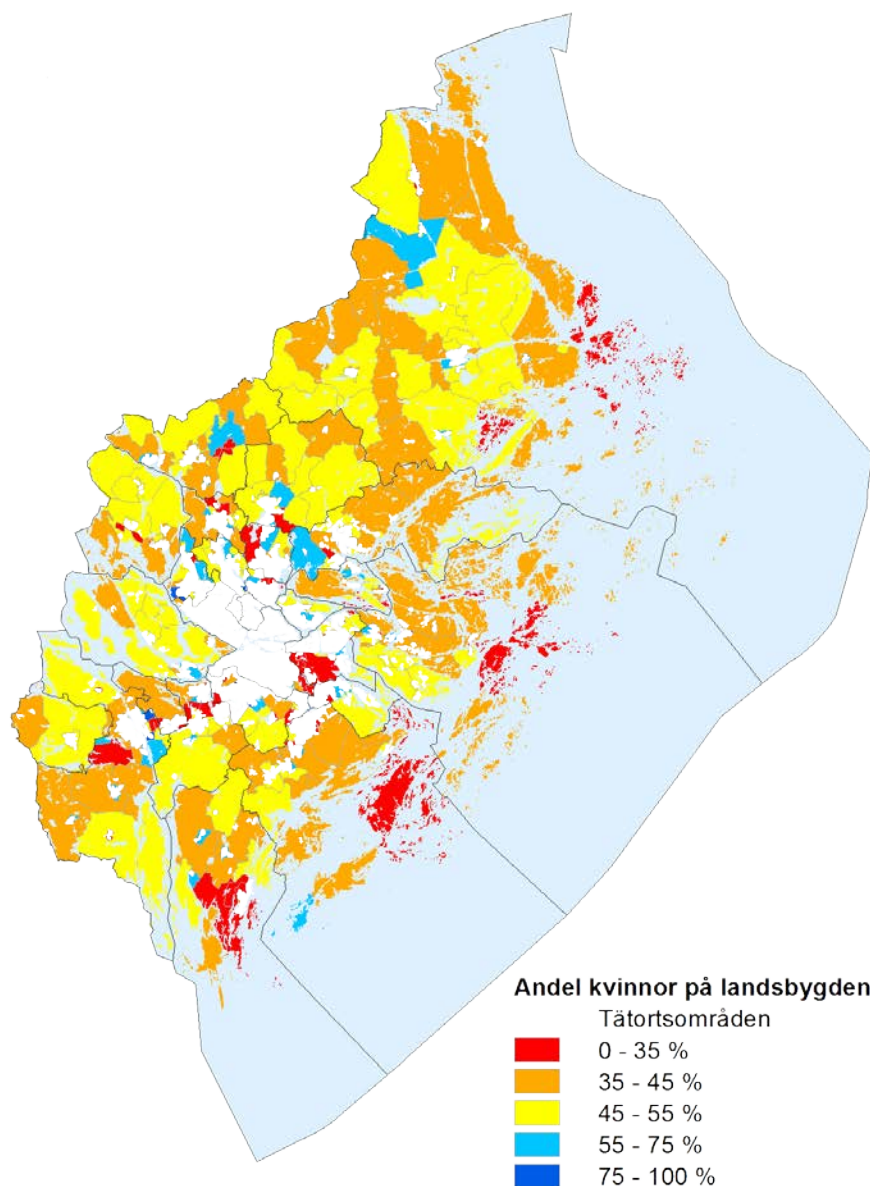 Andel kvinnor på landsbygden
Tätortsområden
0 - 35 %
35 - 45 %
45 - 55 %
55 - 75 %
75 - 100 %